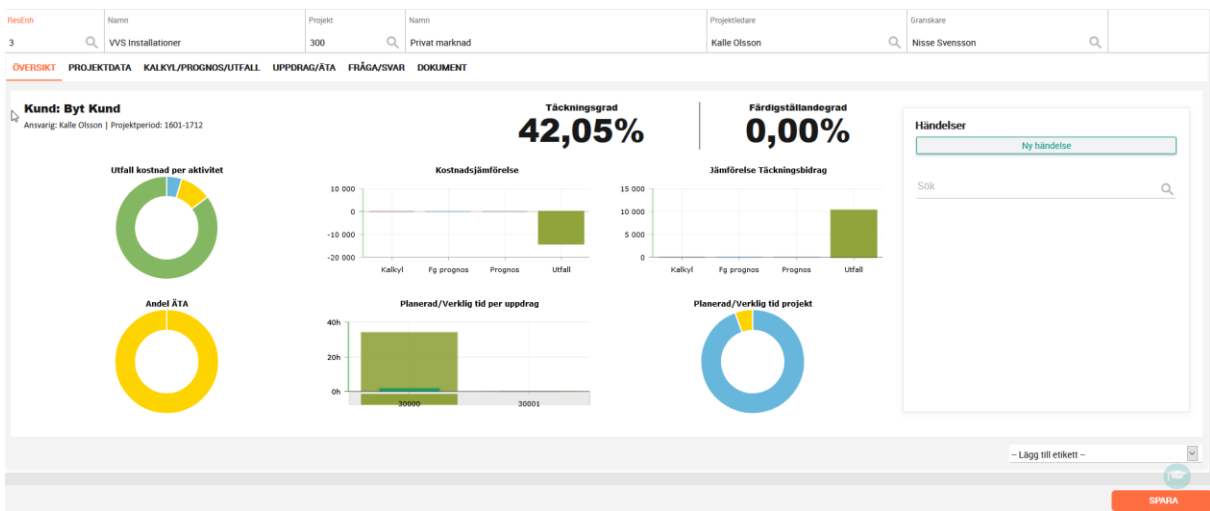 ResEnh Namn Projekt Namn Projektledare Granskare
3 VVS Installationer 300 Privat marknad Kalle Olsson Nisse Svensson
ÖVERSIKT PROJEKTDATA KALKYL/PROGNOS/UTFALL UPPDRAG/ÄTA FRÅGA/SVAR DOKUMENT
Kund: Byt Kund
Ansvarig: Kalle Olsson | Projektperiod: 1601-1712
Täckningsgrad
42,05%
Färdigställandegrad
0,00%
Händelser
Ny händelse
Sök
Utfall kostnad per aktivitet
Kostnadsjämförelse
10 000
0
-10 000
-20 000
Kalkyl Fg prognos Prognos Utfall
Jämförelse Täckningsbidrag
15 000
10 000
5 000
0
Kalkyl Fg prognos Prognos Utfall
Andel ÄTA
Planerad/Verklig tid per uppdrag
40h
20h
0h
30000 30001
Planerad/Verklig tid projekt
-- Lägg till etikett --
SPARA